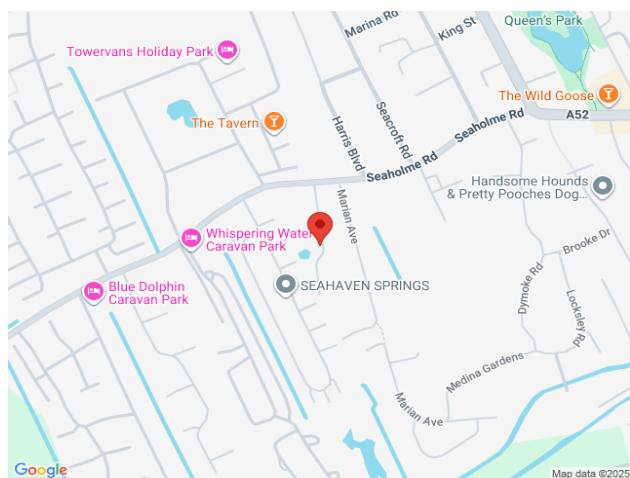 Marina Rd
King St
Queen's Park
Towervans Holiday Park
The Wild Goose
A52
Seacroft Rd
The Tavern
Harris Blvd
Seaholme Rd
Seaholme Rd
Handsome Hounds
& Pretty Pooches Dog...
Marian Ave
Whispering Water
Caravan Park
Brooke Dr
Blue Dolphin
Caravan Park
SEAHAVEN SPRINGS
Dymoke Rd
Locksley Rd
Medina Gardens
Marian Ave
Google
Map data ©2025